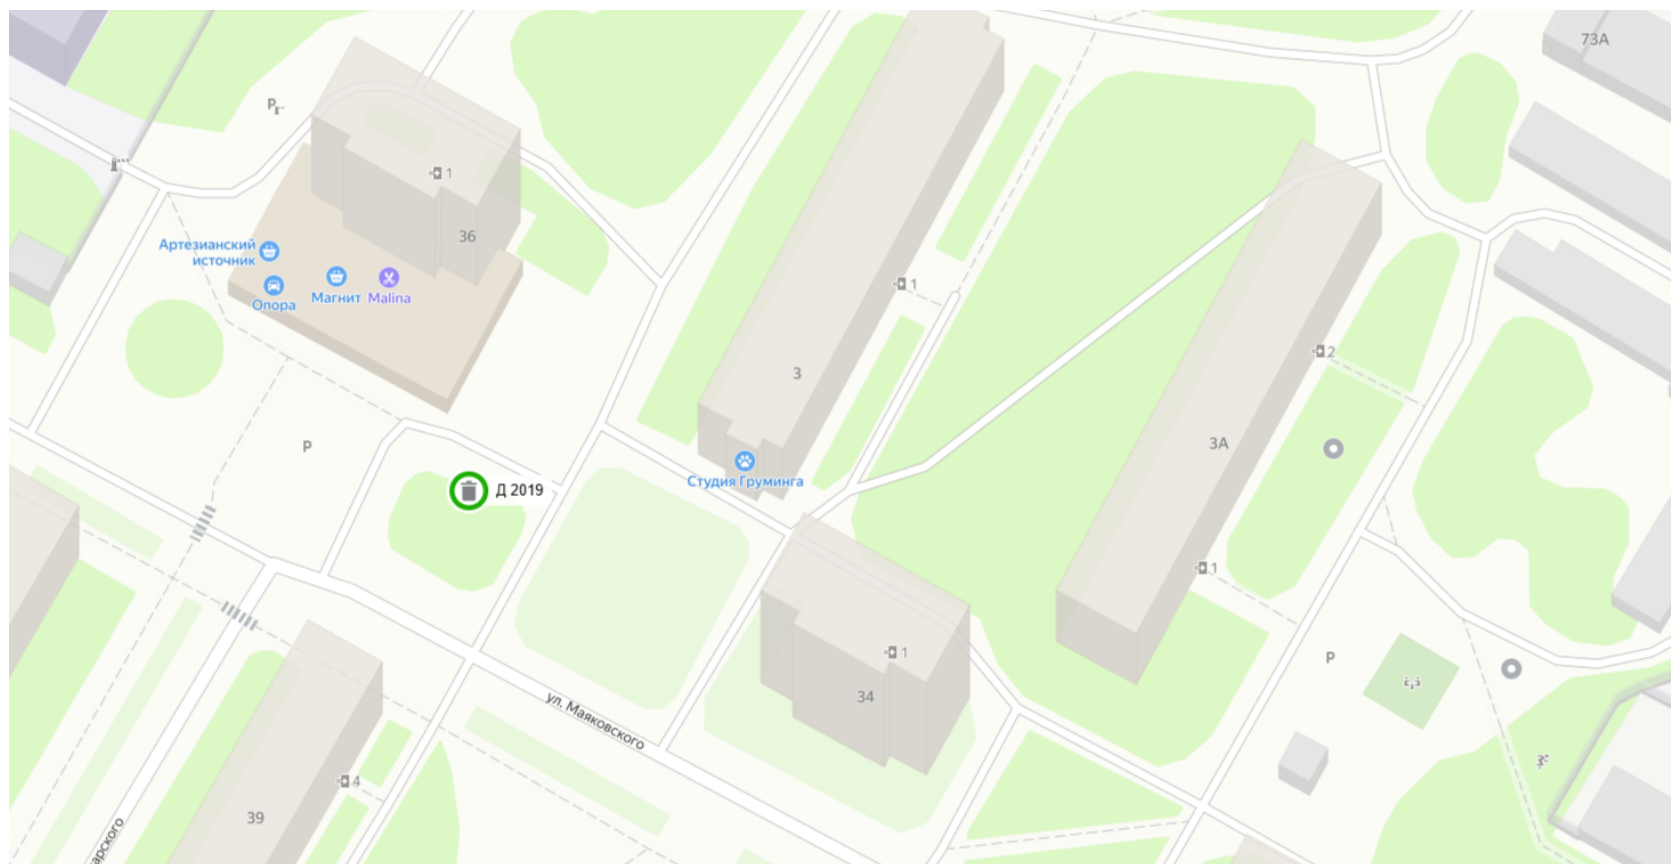 73А
P
1
36
Артезианский
источник
Опора
Магнит
Malina
1
2
3
3А
P
Студия Груминга
Д 2019
1
1
34
P
ул. Маяковского
4
39
арского